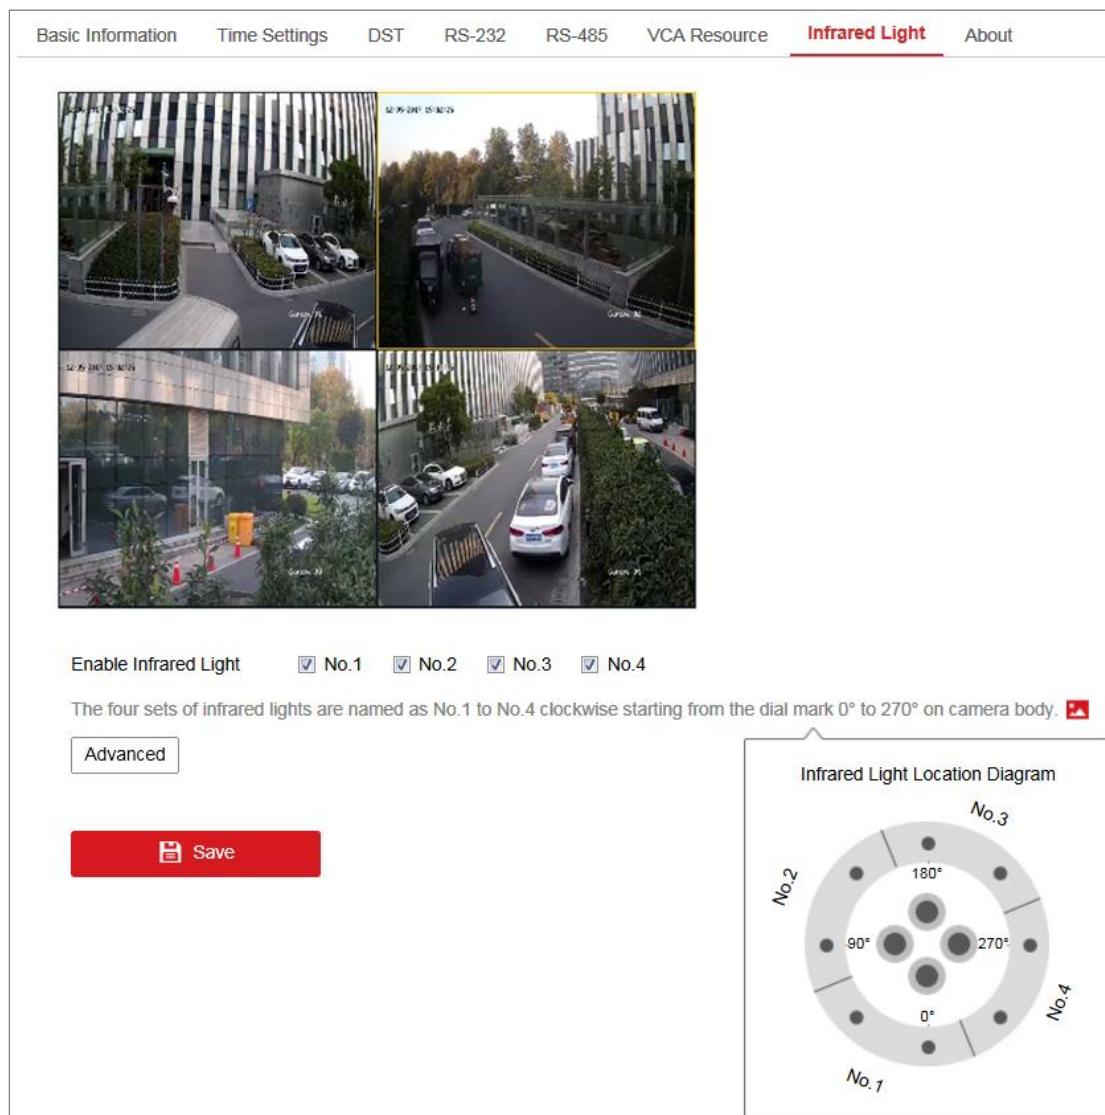 Basic Information Time Settings DST RS-232 RS-485 VCA Resource Infrared Light About
Enable Infrared Light No.1 No.2 No.3 No.4
The four sets of infrared lights are named as No.1 to No.4 clockwise starting from the dial mark 0° to 270° on camera body.
Advanced
Save
Infrared Light Location Diagram
No.3
No.2
180°
90° 270°
No.4
0°
No.1